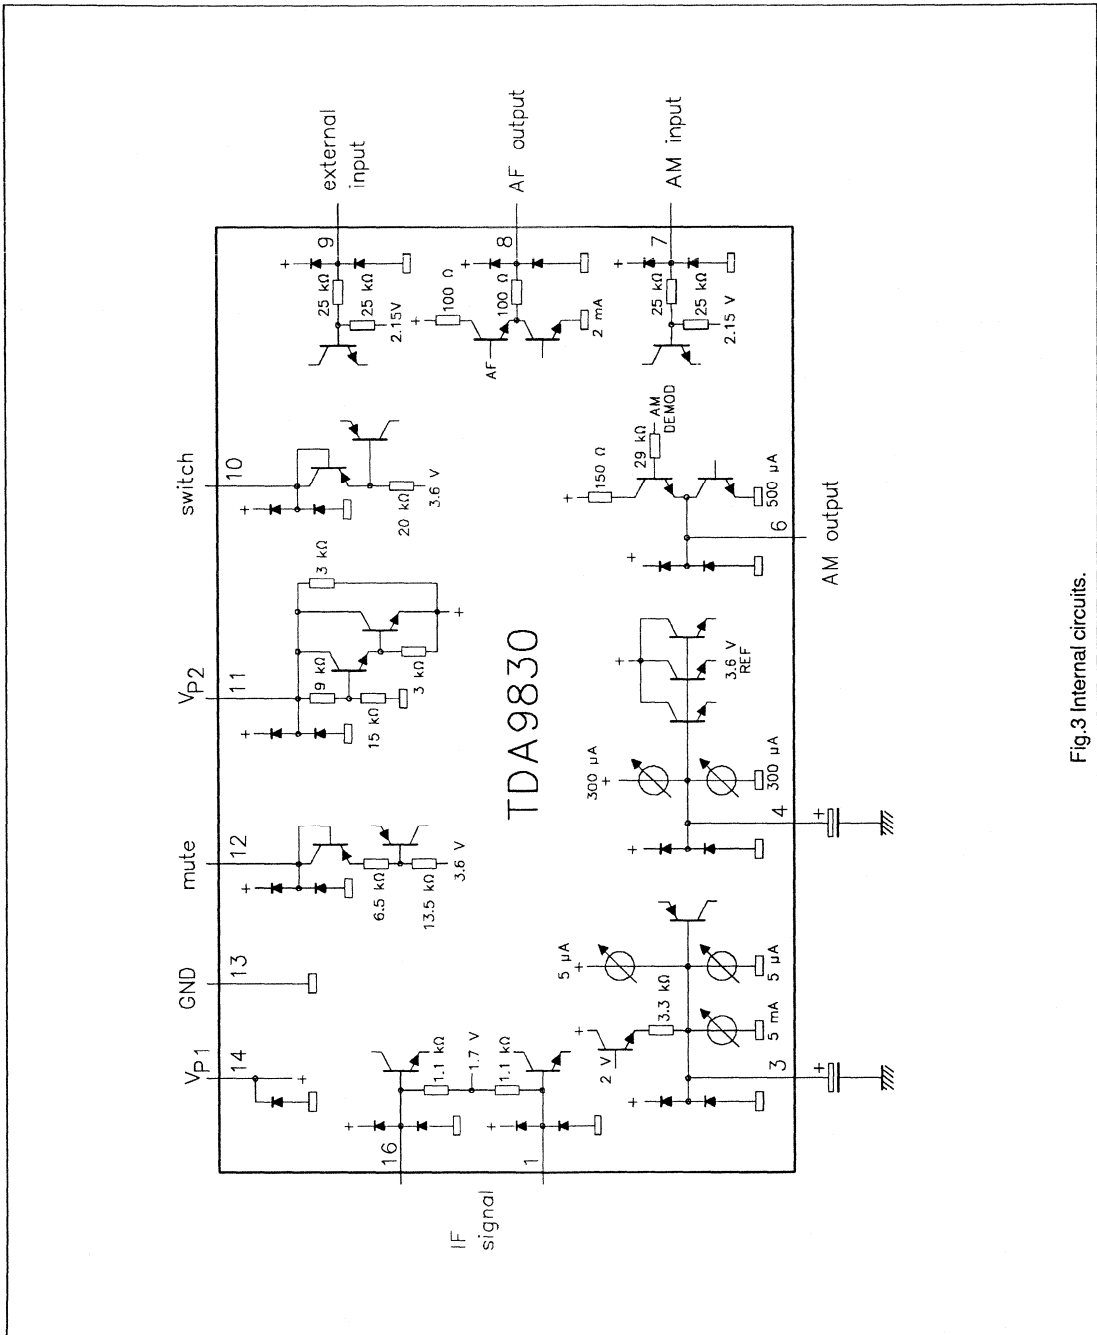 VP1
14
GND
13
mute
12
VP2
11
switch
10
external
input
9
AF output
8
AM input
7
AM output
6
4
3
IF
signal
16
1
TDA9830
+
+
6.5 kΩ
13.5 kΩ
3.6 V
+
9 kΩ
15 kΩ
3 kΩ
3 kΩ
+
+
20 kΩ
3.6 V
+
25 kΩ
25 kΩ
2.15V
+
100 Ω
+
100 Ω
AF
2 mA
+
25 kΩ
25 kΩ
2.15 V
+
1.1 kΩ
1.7 V
1.1 kΩ
+
+
2 V
+
3.3 kΩ
5 mA
5 µA
+
5 µA
+
+
300 µA
+
300 µA
+
+
3.6 V
REF
+
+
150 Ω
29 kΩ
AM
DEMOD
500 µA
+
Fig.3 Internal circuits.